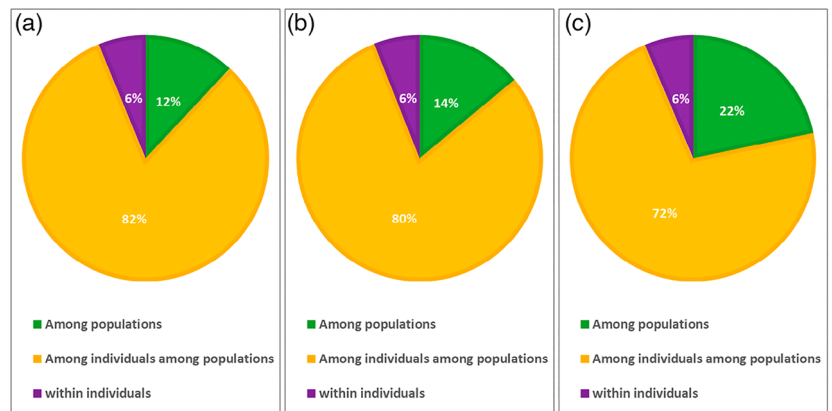 (a)
6%
12%
82%
Among populations
Among individuals among populations
within individuals
(b)
6%
14%
80%
Among populations
Among individuals among populations
within individuals
(c)
6%
22%
72%
Among populations
Among individuals among populations
within individuals